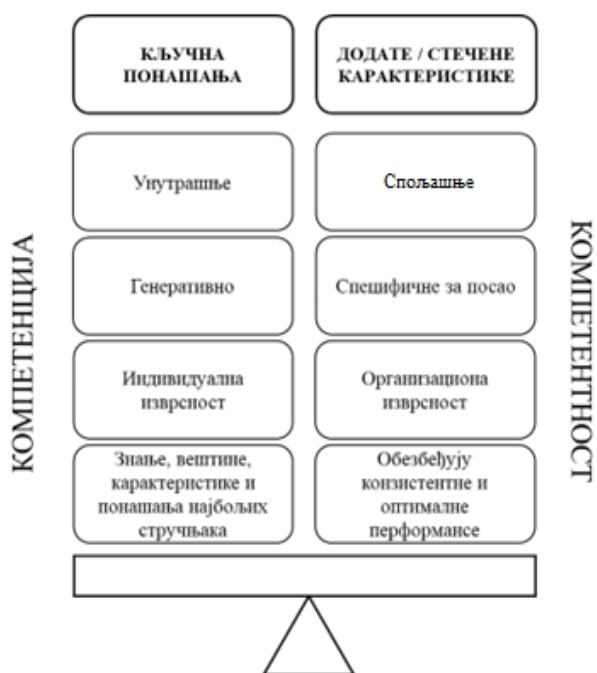 КЉУЧНА
ПОНАШАЊА
ДОДАТЕ / СТЕЧЕНЕ
КАРАКТЕРИСТИКЕ
КОМПЕТЕНЦИЈА
Унутрашње
Спољашње
Генеративно
Специфичне за посао
Индивидуална
изврсност
Организациона
изврсност
Знање, вештине,
карактеристике и
понашања најбољих
стручњака
Обезбеђују
конзистентне и
оптималне
перформансе
КОМПЕТЕНТНОСТ